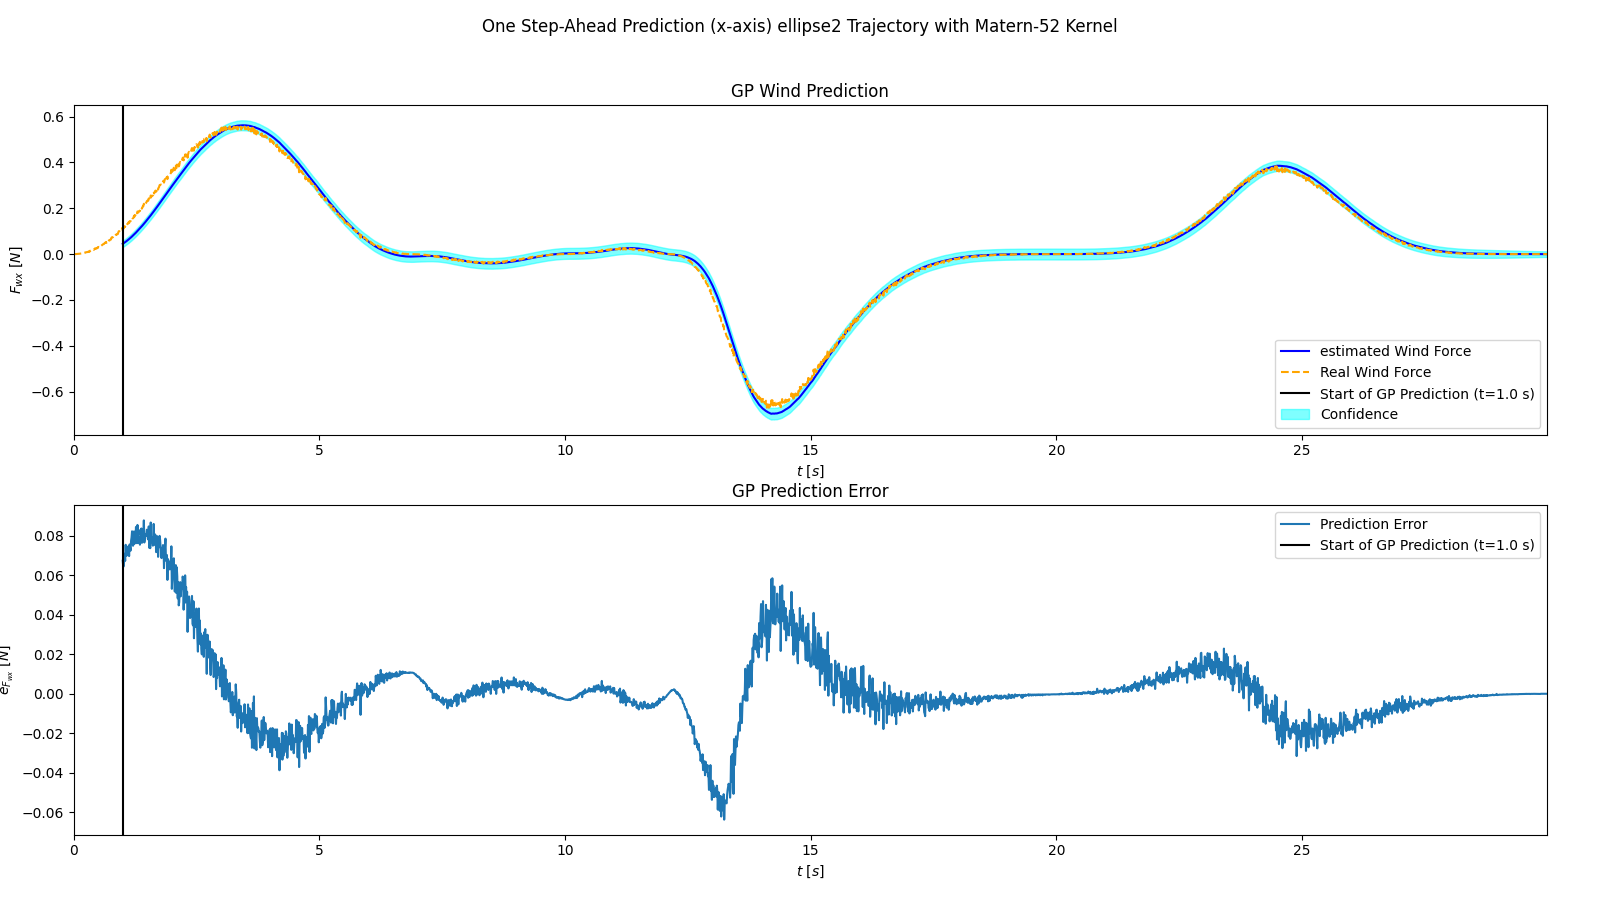 One Step-Ahead Prediction (x-axis) ellipse2 Trajectory with Matern-52 Kernel
GP Wind Prediction
0.6
0.4
0.2
0.0
−0.2
−0.4
−0.6
F_wx [N]
estimated Wind Force
Real Wind Force
Start of GP Prediction (t=1.0 s)
Confidence
0 5 10 15 20 25
t [s]
GP Prediction Error
0.08
0.06
0.04
0.02
0.00
−0.02
−0.04
−0.06
e_F_wx [N]
Prediction Error
Start of GP Prediction (t=1.0 s)
0 5 10 15 20 25
t [s]